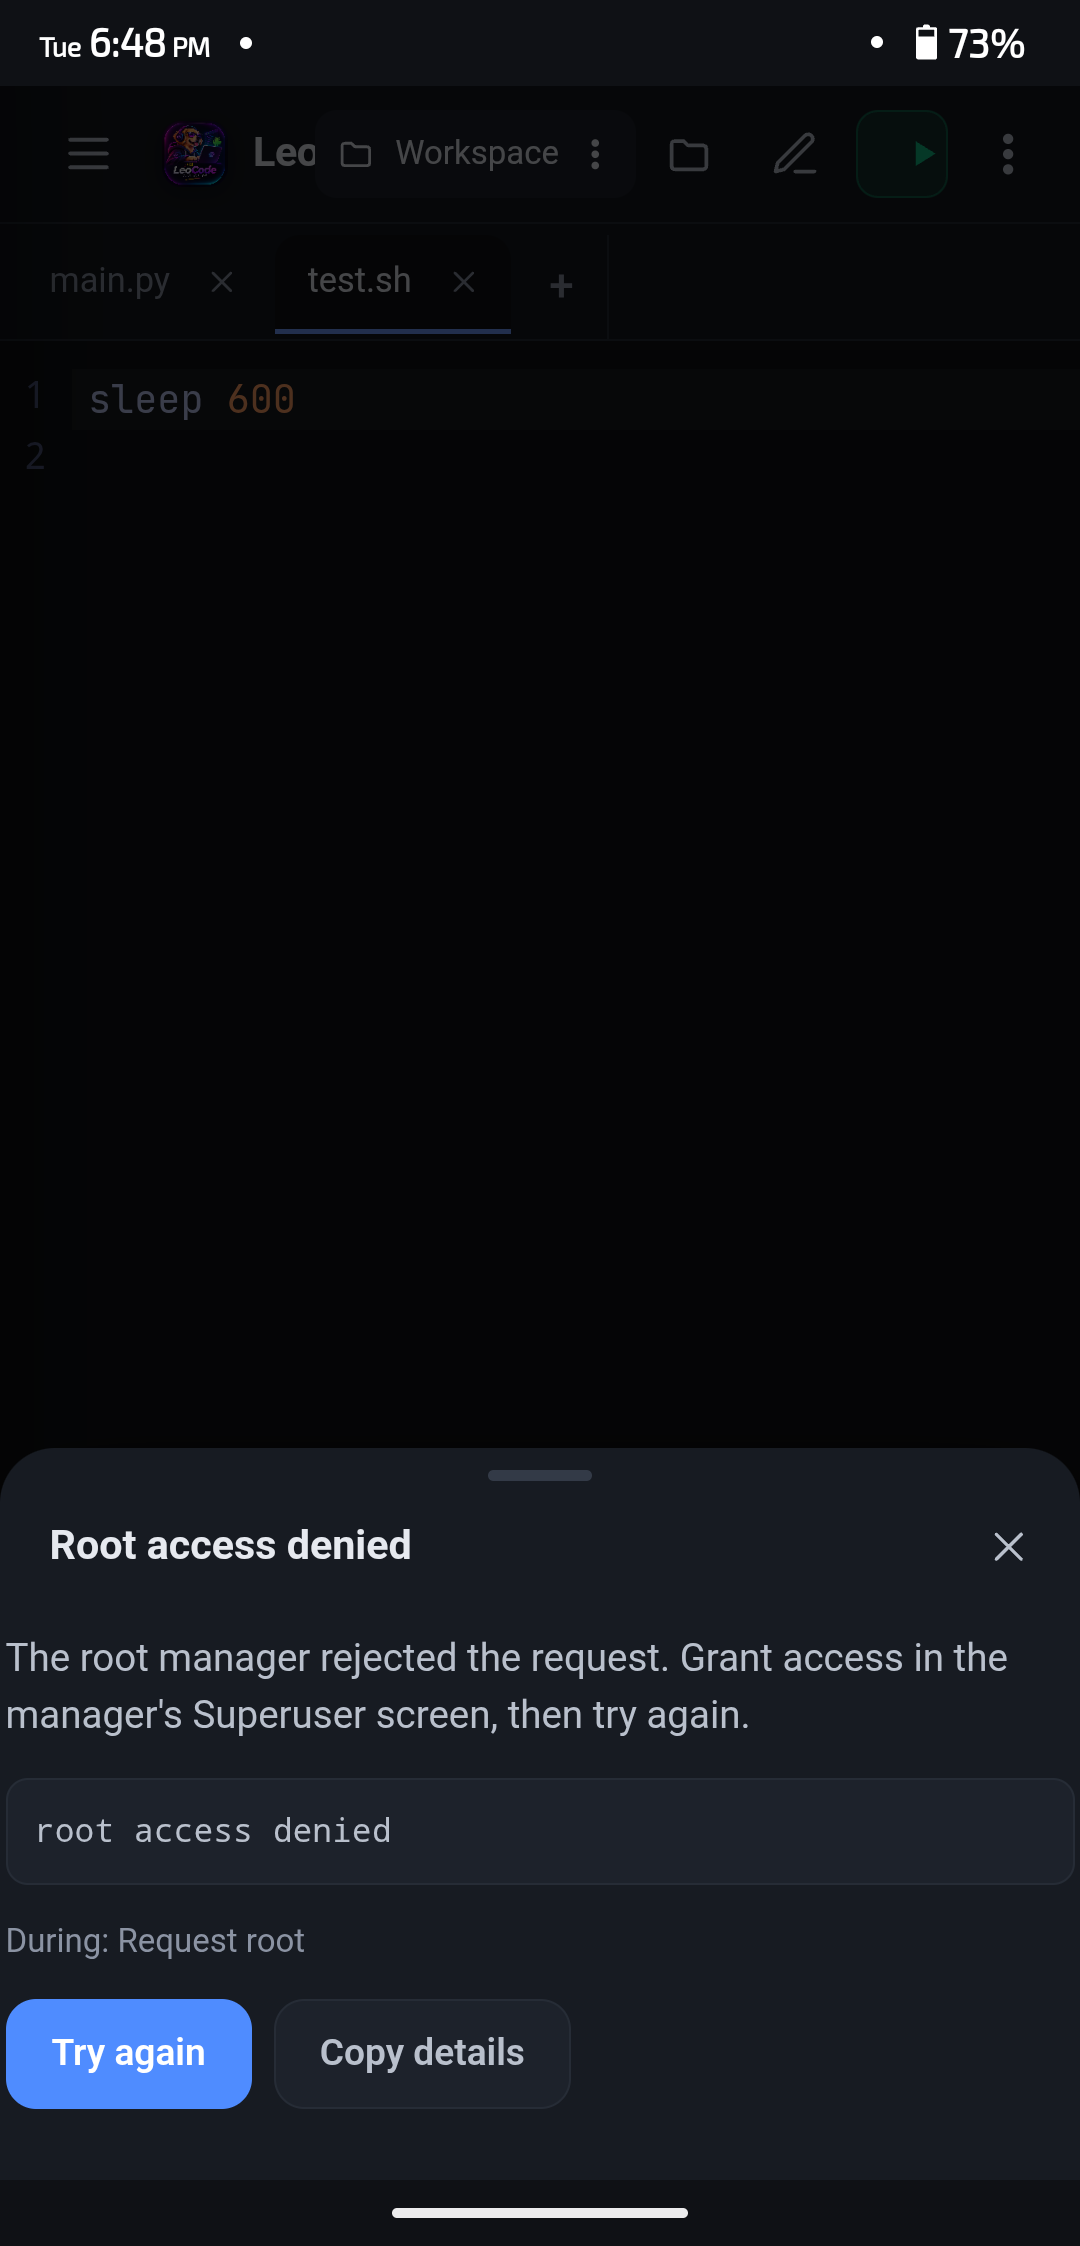 Tue 6:48 PM
73%
LeoCode
Leo
Workspace
main.py
test.sh
+
1 sleep 600
2
Root access denied
The root manager rejected the request. Grant access in the
manager's Superuser screen, then try again.
root access denied
During: Request root
Try again
Copy details